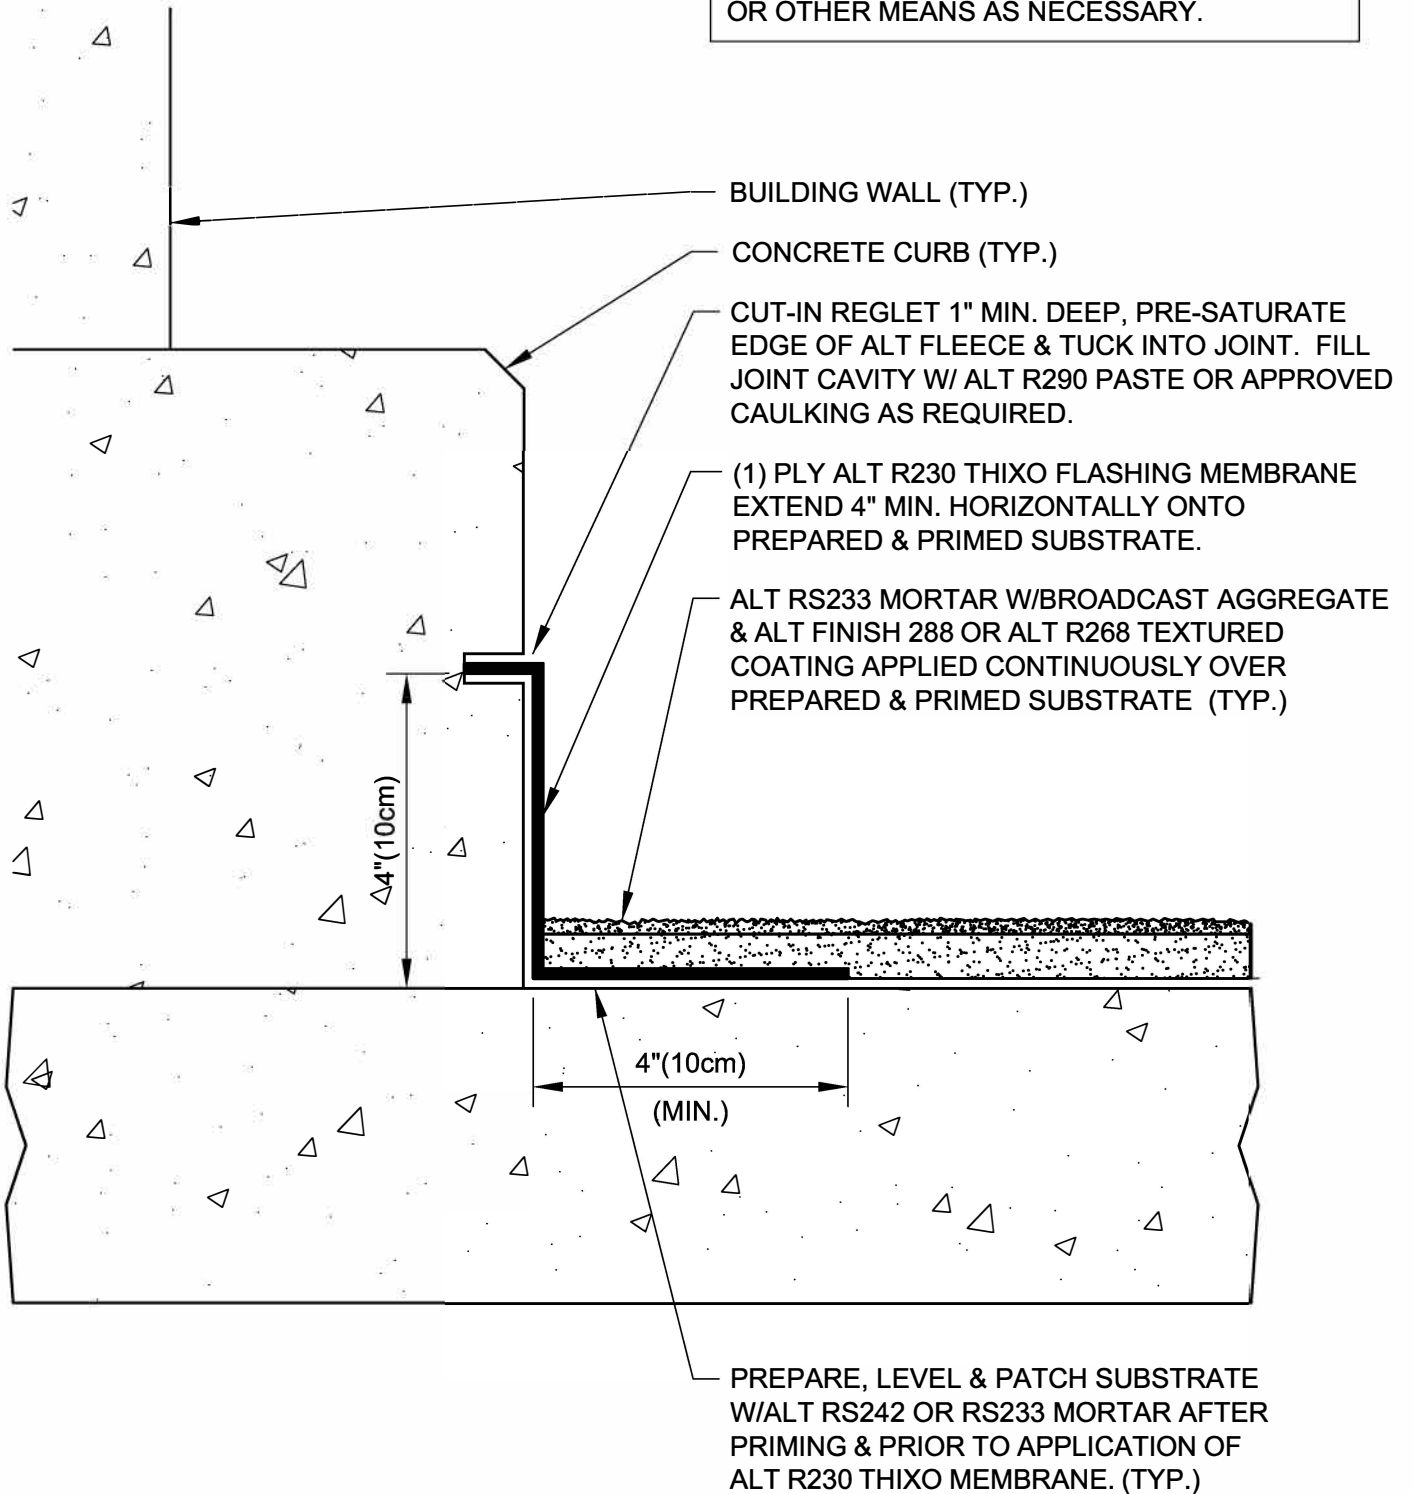 OR OTHER MEANS AS NECESSARY.
BUILDING WALL (TYP.)
CONCRETE CURB (TYP.)
CUT-IN REGLET 1" MIN. DEEP, PRE-SATURATE
EDGE OF ALT FLEECE & TUCK INTO JOINT. FILL
JOINT CAVITY W/ ALT R290 PASTE OR APPROVED
CAULKING AS REQUIRED.
(1) PLY ALT R230 THIXO FLASHING MEMBRANE
EXTEND 4" MIN. HORIZONTALLY ONTO
PREPARED & PRIMED SUBSTRATE.
ALT RS233 MORTAR W/BROADCAST AGGREGATE
& ALT FINISH 288 OR ALT R268 TEXTURED
COATING APPLIED CONTINUOUSLY OVER
PREPARED & PRIMED SUBSTRATE (TYP.)
4"(10cm)
4"(10cm)
(MIN.)
PREPARE, LEVEL & PATCH SUBSTRATE
W/ALT RS242 OR RS233 MORTAR AFTER
PRIMING & PRIOR TO APPLICATION OF
ALT R230 THIXO MEMBRANE. (TYP.)